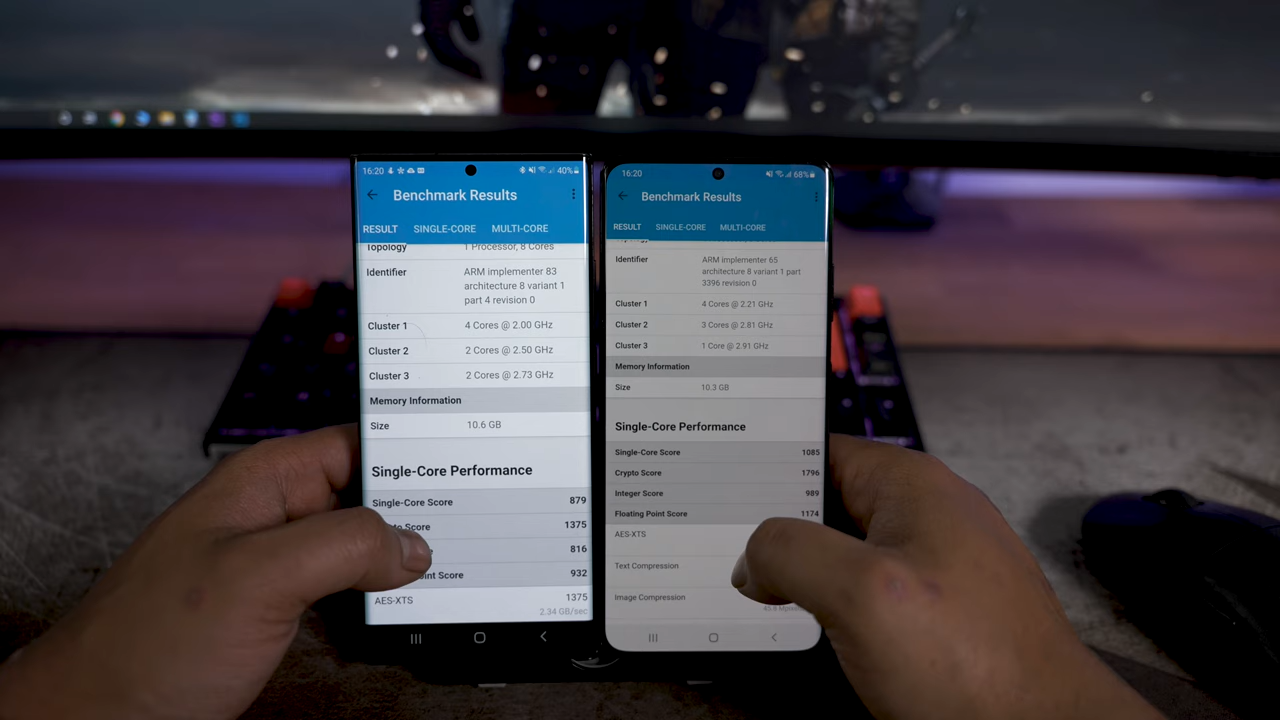 16:20
40%
Benchmark Results
RESULT SINGLE-CORE MULTI-CORE
Topology 1 Processor, 8 Cores
Identifier ARM implementer 83
architecture 8 variant 1
part 4 revision 0
Cluster 1 4 Cores @ 2.00 GHz
Cluster 2 2 Cores @ 2.50 GHz
Cluster 3 2 Cores @ 2.73 GHz
Memory Information
Size 10.6 GB
Single-Core Performance
Single-Core Score 879
Score 1375
816
Score 932
AES-XTS 1375
2.34 GB/sec
16:20
68%
Benchmark Results
RESULT SINGLE-CORE MULTI-CORE
Identifier ARM implementer 65
architecture 8 variant 1 part
3396 revision 0
Cluster 1 4 Cores @ 2.21 GHz
Cluster 2 3 Cores @ 2.81 GHz
Cluster 3 1 Core @ 2.91 GHz
Memory Information
Size 10.3 GB
Single-Core Performance
Single-Core Score 1085
Crypto Score 1796
Integer Score 989
Floating Point Score 1174
AES-XTS
Text Compression
Image Compression